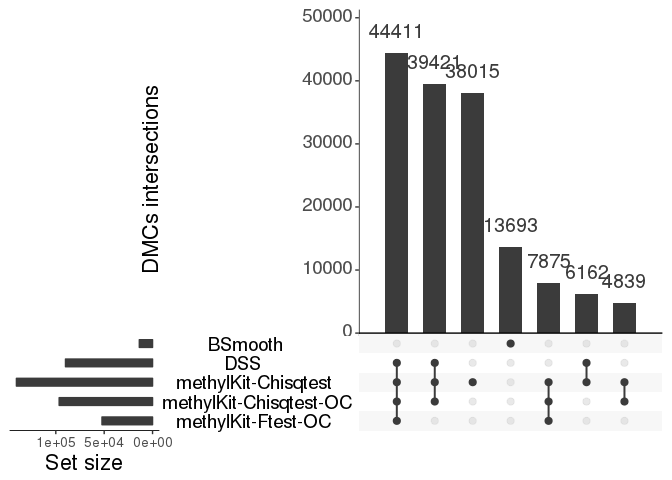 50000
44411
39421
38015
40000
30000
20000
13693
10000
7875
6162
4839
0
DMCs intersections
BSmooth
DSS
methylKit-Chisqtest
methylKit-Chisqtest-OC
methylKit-Ftest-OC
1e+05 5e+04 0e+00
Set size